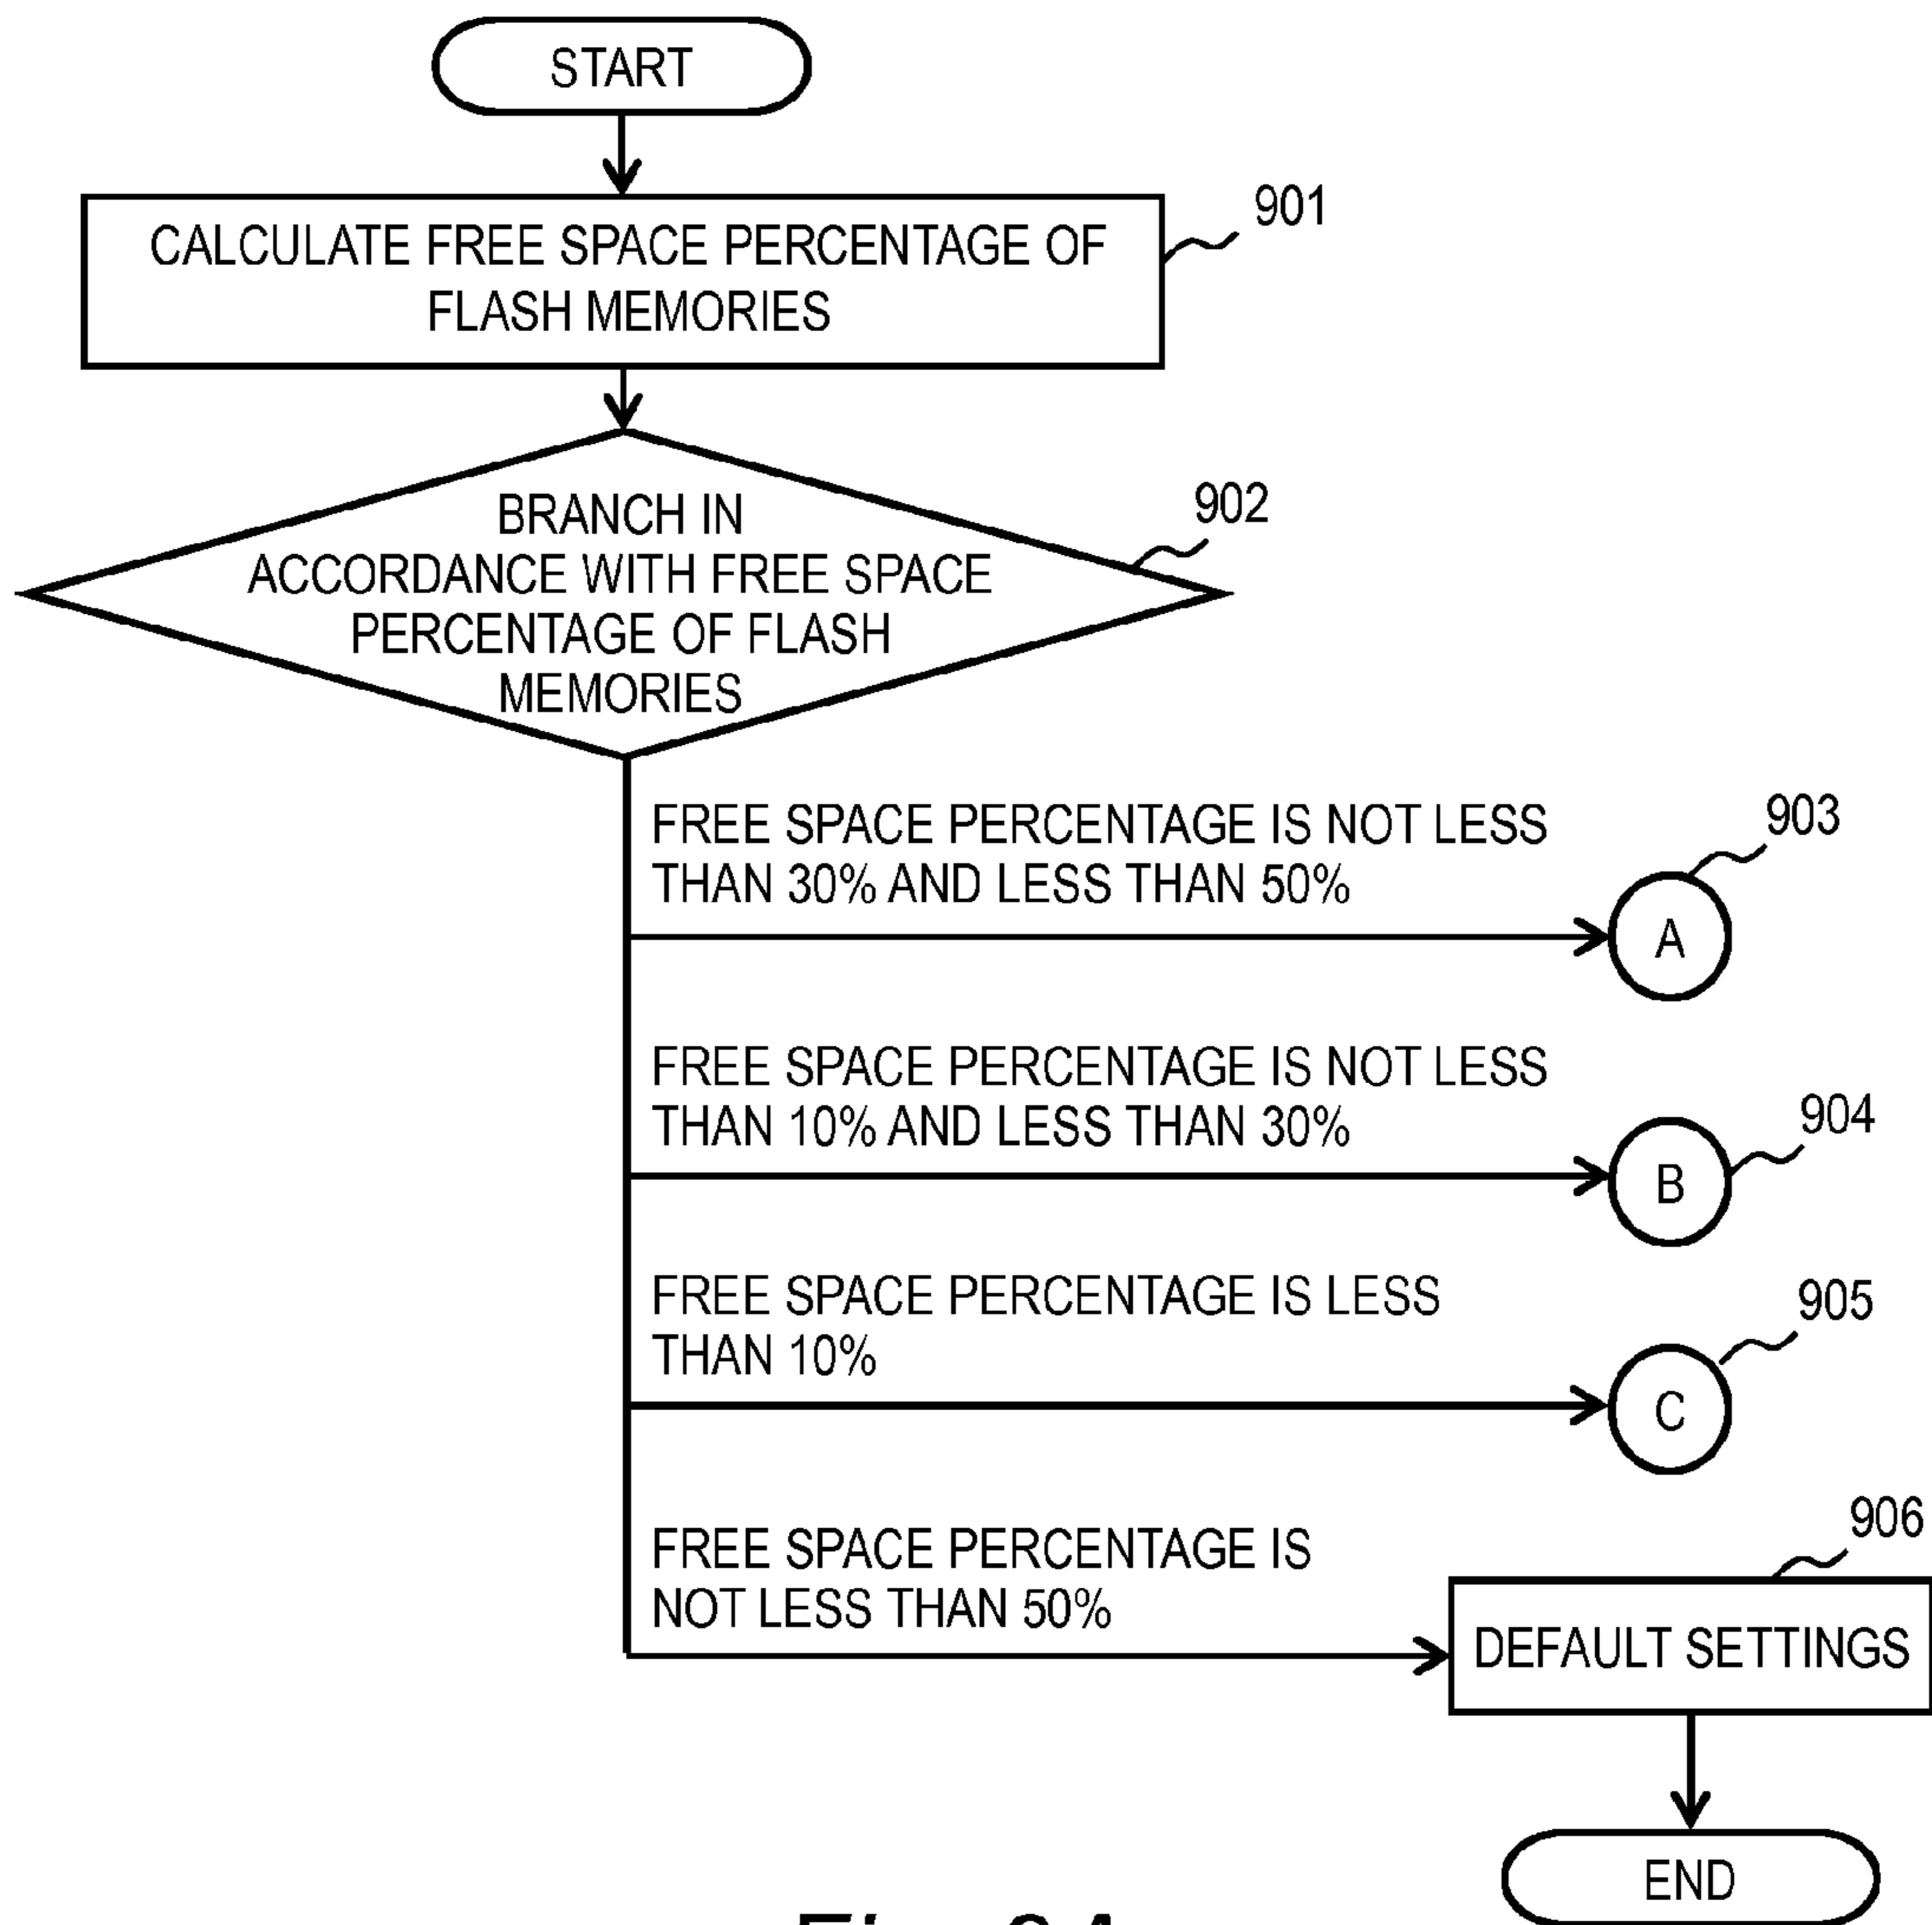 START
901
CALCULATE FREE SPACE PERCENTAGE OF
FLASH MEMORIES
902
BRANCH IN
ACCORDANCE WITH FREE SPACE
PERCENTAGE OF FLASH
MEMORIES
FREE SPACE PERCENTAGE IS NOT LESS
THAN 30% AND LESS THAN 50%
903
A
FREE SPACE PERCENTAGE IS NOT LESS
THAN 10% AND LESS THAN 30%
904
B
FREE SPACE PERCENTAGE IS LESS
THAN 10%
905
C
FREE SPACE PERCENTAGE IS
NOT LESS THAN 50%
906
DEFAULT SETTINGS
END